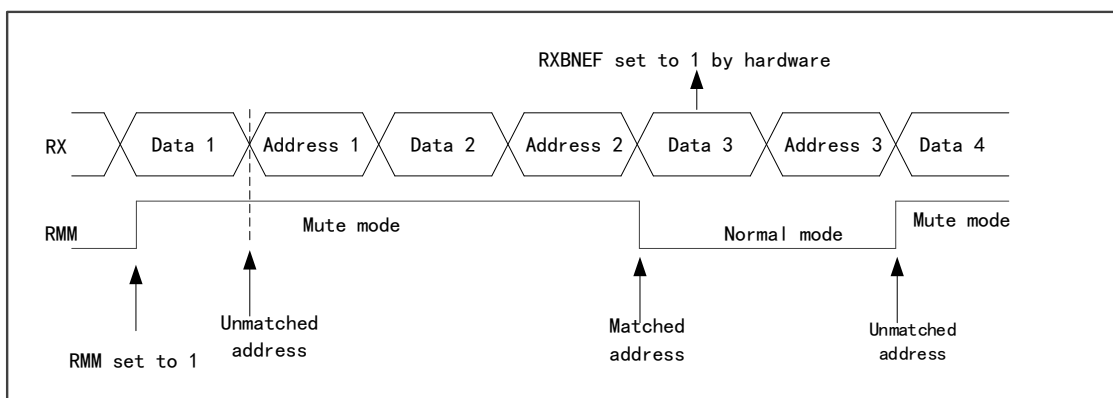 RXBNEF set to 1 by hardware
RX
Data 1
Address 1
Data 2
Address 2
Data 3
Address 3
Data 4
RMM
Mute mode
Normal mode
Mute mode
RMM set to 1
Unmatched
address
Matched
address
Unmatched
address